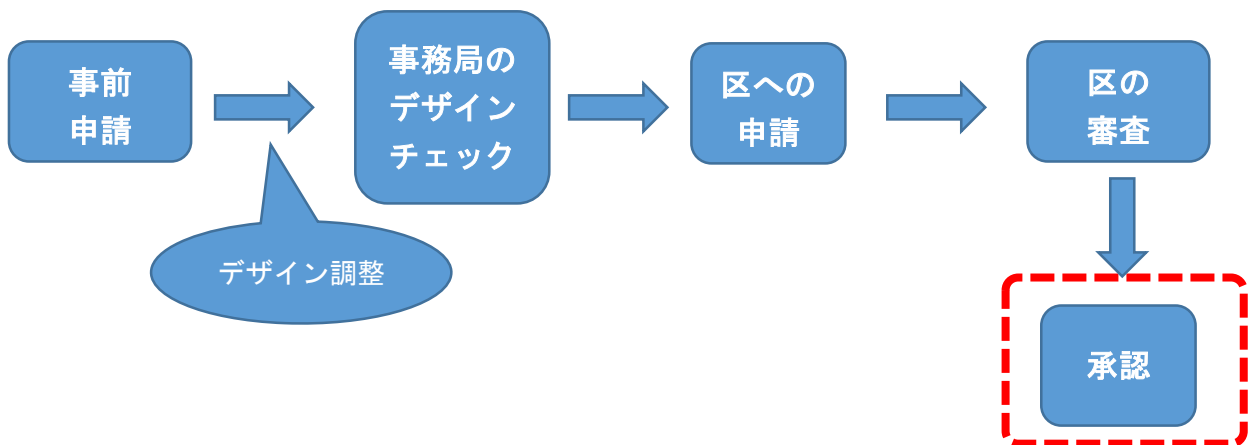 事前
申請
事務局の
デザイン
チェック
区への
申請
区の
審査
デザイン調整
承認